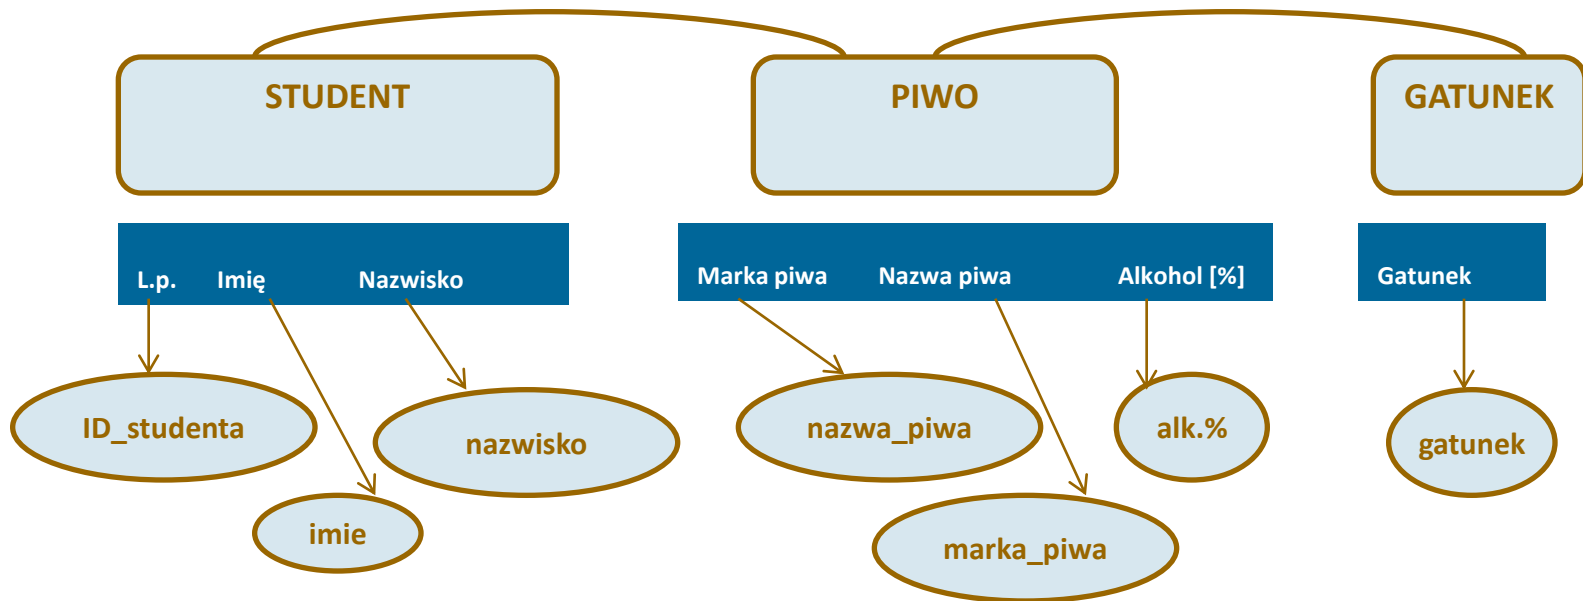 STUDENT PIWO GATUNEK
L.p. Imię Nazwisko Marka piwa Nazwa piwa Alkohol [%] Gatunek
ID_studenta nazwisko nazwa_piwa alk.% gatunek
imie marka_piwa